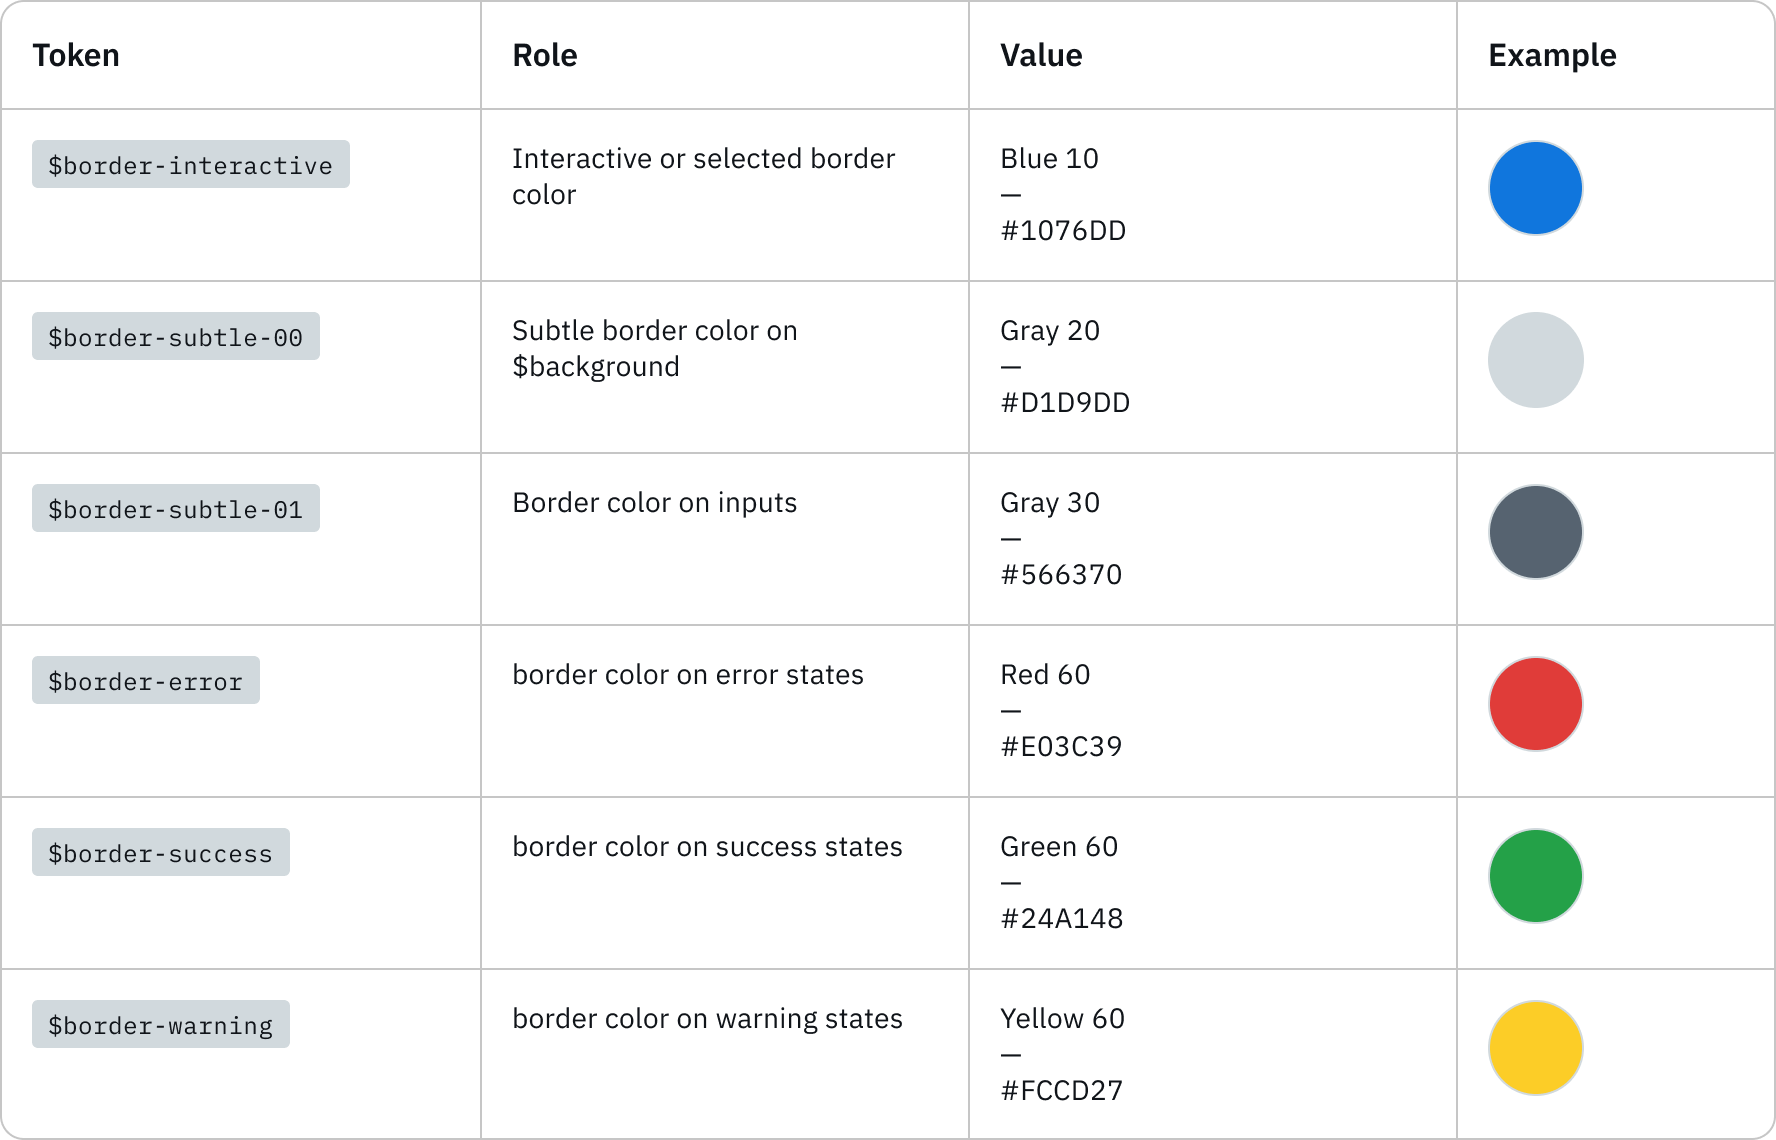 Token
Role
Value
Example
$border-interactive
Interactive or selected border
color
Blue 10
—
#1076DD
$border-subtle-00
Subtle border color on
$background
Gray 20
—
#D1D9DD
$border-subtle-01
Border color on inputs
Gray 30
—
#566370
$border-error
border color on error states
Red 60
—
#E03C39
$border-success
border color on success states
Green 60
—
#24A148
$border-warning
border color on warning states
Yellow 60
—
#FCCD27